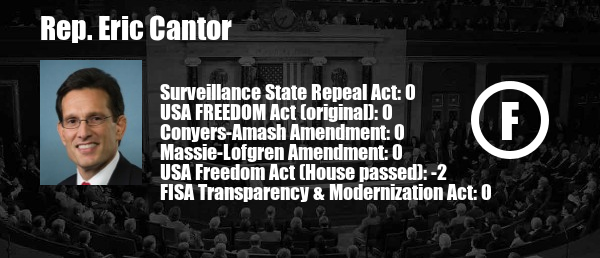 Rep. Eric Cantor
Surveillance State Repeal Act: 0
USA FREEDOM Act (original): 0
Conyers-Amash Amendment: 0
Massie-Lofgren Amendment: 0
USA Freedom Act (House passed): -2
FISA Transparency & Modernization Act: 0
F